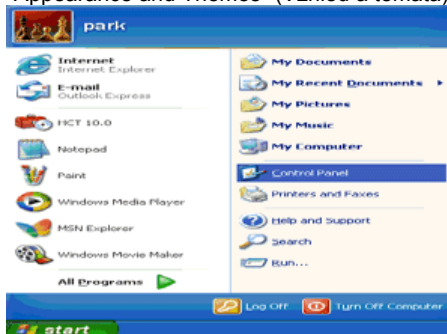 "Appearance and Themes" (Vzhled a témata)
park
Internet
Internet Explorer
E-mail
Outlook Express
HCT 10.0
Notepad
Paint
Windows Media Player
MSN Explorer
Windows Movie Maker
All Programs
My Documents
My Recent Documents
My Pictures
My Music
My Computer
Control Panel
Printers and Faxes
Help and Support
Search
Run...
Log Off
Turn Off Computer
start